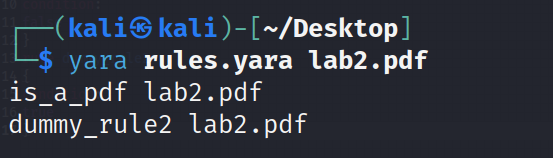 ┌──(kali㉿kali)-[~/Desktop]
└─$ yara rules.yara lab2.pdf
is_a_pdf lab2.pdf
dummy_rule2 lab2.pdf